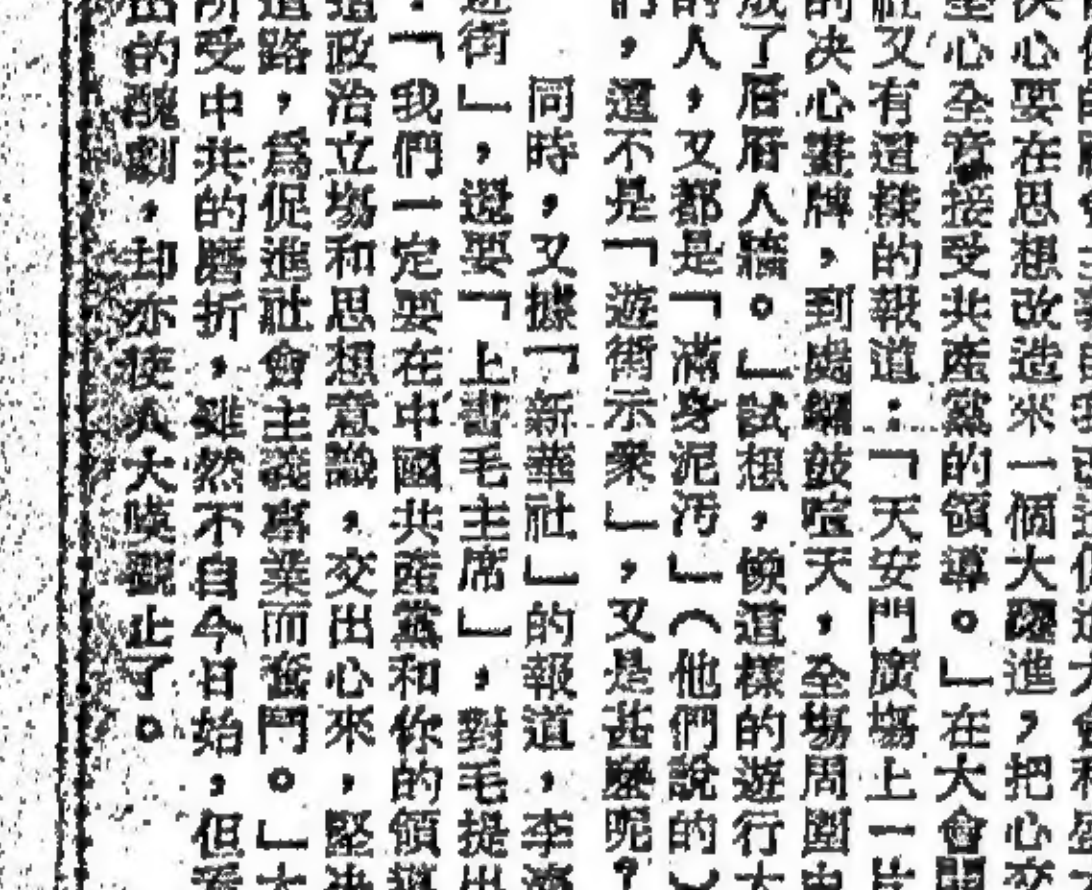 決心要在思想改造來一個大躍進，把心交
全心全意接受共產黨的領導。」在大會開
社又有這樣的報道：「天安門廣場上一片
的決心書牌，到處鑼鼓喧天，全場周圍
成了層層人牆。」試想，像這樣的遊行大
的人，又都是「滿身泥污」（他們說的）
們，這不是「遊街示衆」，又是甚麼呢？
同時，又據「新華社」的報道，李濟
遊街」，還要「上書毛主席」，對毛提出
：「我們一定要在中國共產黨和你的領導
政治立場和思想意識，交出心來，堅决
道路，爲促進社會主義事業而奮鬥。」大
所受中共的磨折，雖然不自今日始，但
出的醜劇，却亦使人大嘆觀止了。